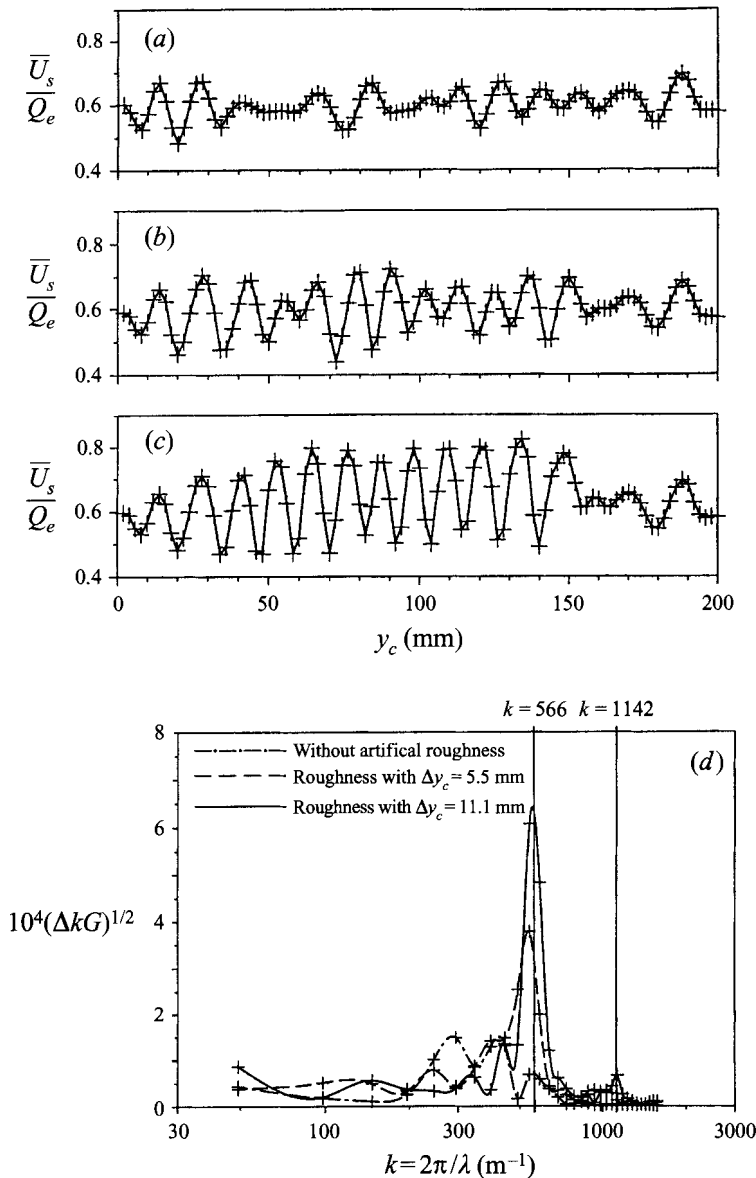 (a)
U̅s/Qe
0.8
0.6
0.4
(b)
U̅s/Qe
0.8
0.6
0.4
(c)
U̅s/Qe
0.8
0.6
0.4
0 50 100 150 200
yc (mm)
k = 566 k = 1142
(d)
Without artifical roughness
Roughness with Δyc = 5.5 mm
Roughness with Δyc = 11.1 mm
8
6
10⁴(ΔkG)^1/2
4
2
0
30 100 300 1000 3000
k = 2π/λ (m⁻¹)